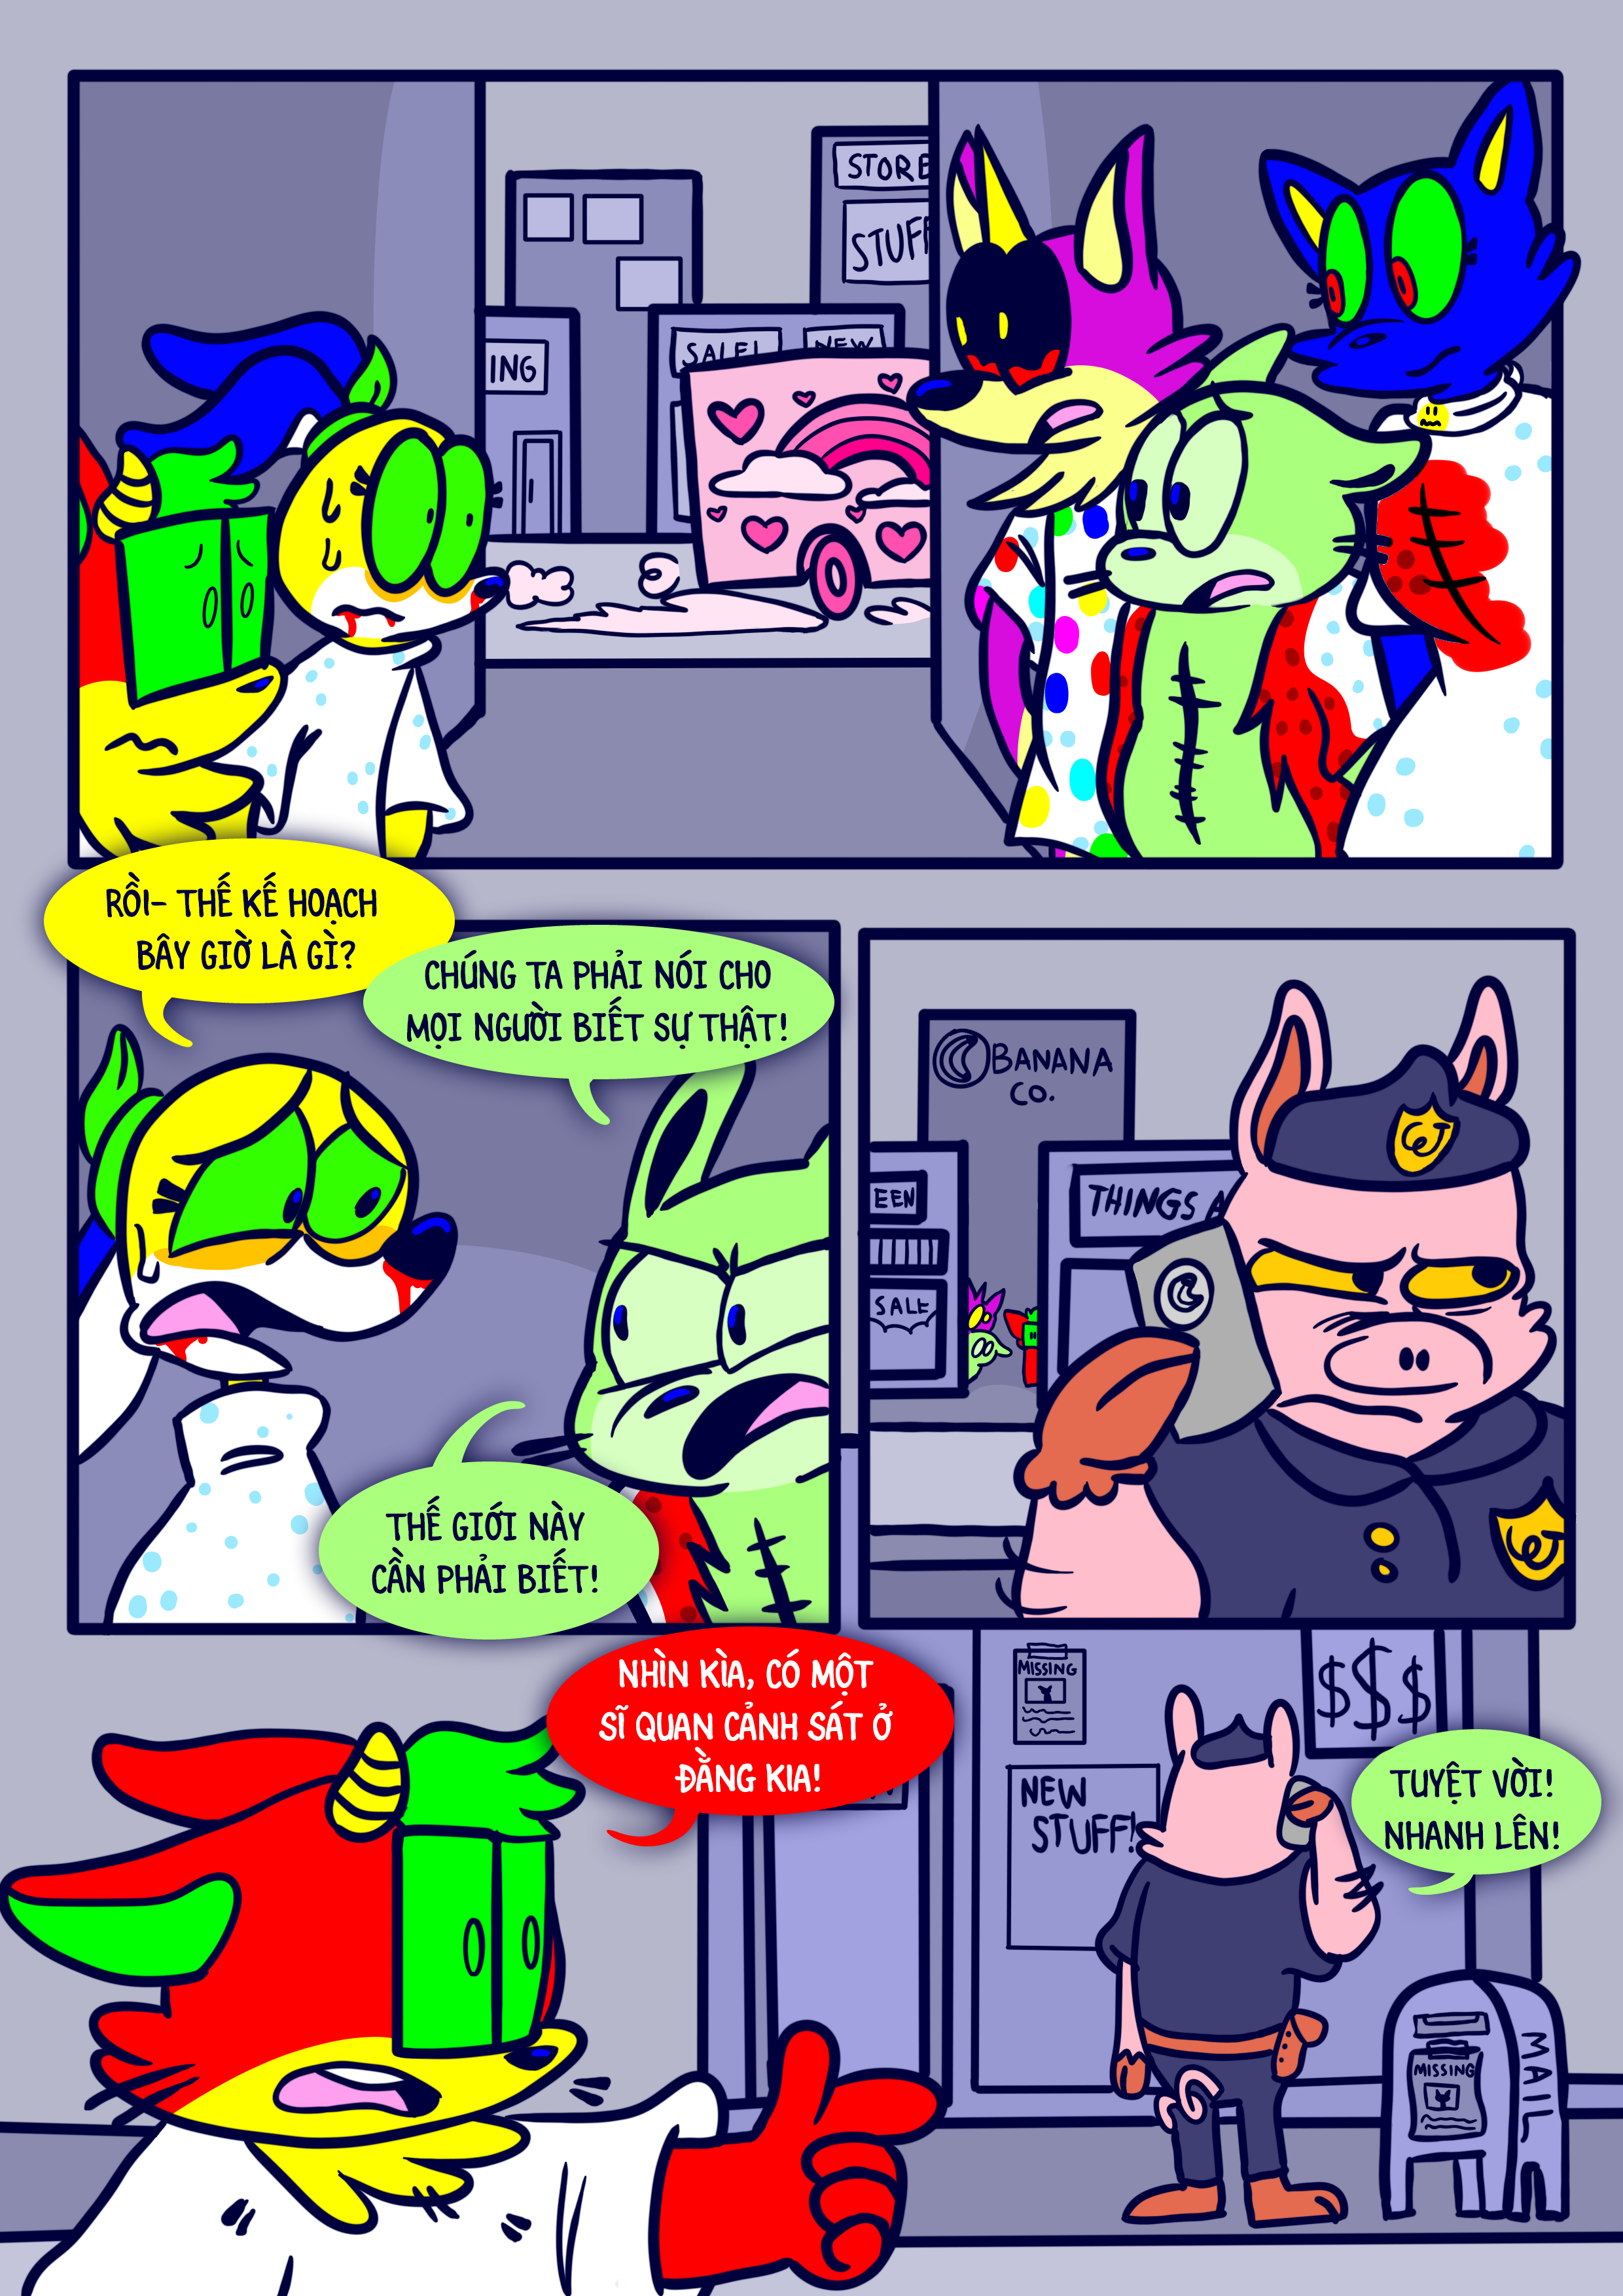 STORE
STUFF
ING
SALE!
NEW
RỒI- THẾ KẾ HOẠCH
BÂY GIỜ LÀ GÌ?
CHÚNG TA PHẢI NÓI CHO
MỌI NGƯỜI BIẾT SỰ THẬT!
THẾ GIỚI NÀY
CẦN PHẢI BIẾT!
BANANA
CO.
EEN
THINGS A
SALE
NHÌN KÌA, CÓ MỘT
SĨ QUAN CẢNH SÁT Ở
ĐẰNG KIA!
MISSING
$$$
NEW
STUFF!
TUYỆT VỜI!
NHANH LÊN!
MISSING
MAIL